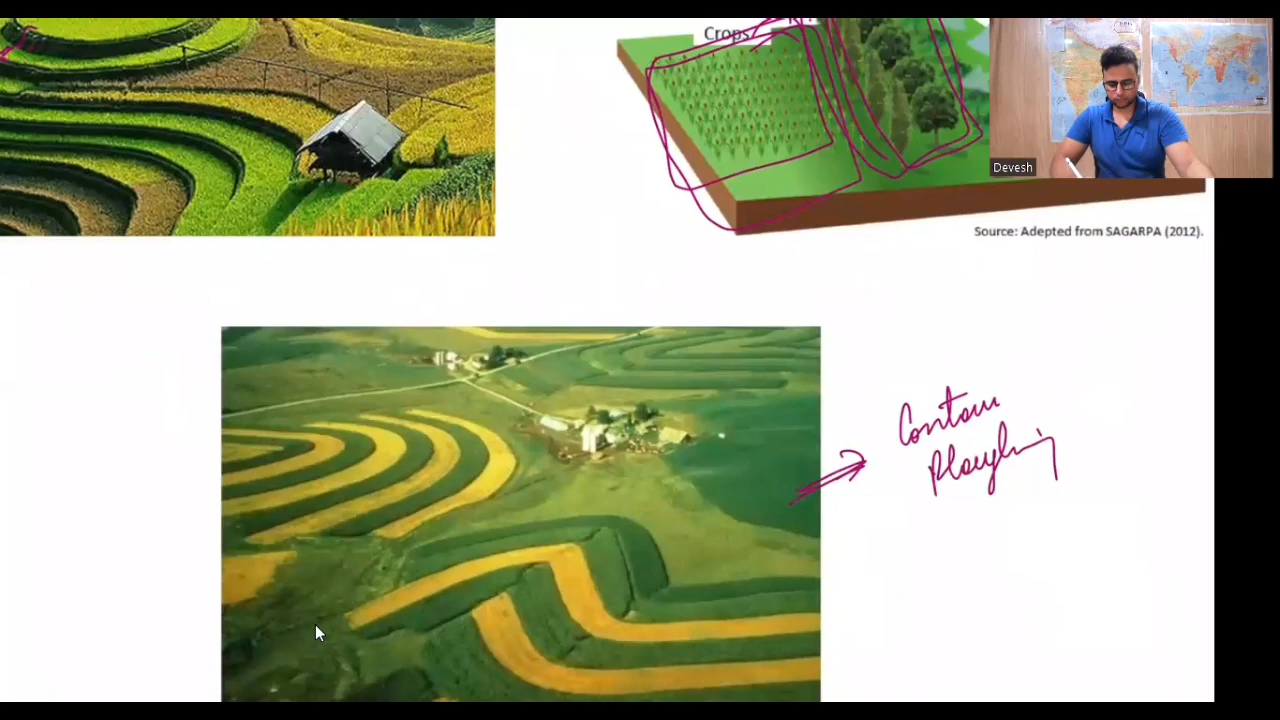 Crops
Devesh
Source: Adepted from SAGARPA (2012).
Contour
Ploughing